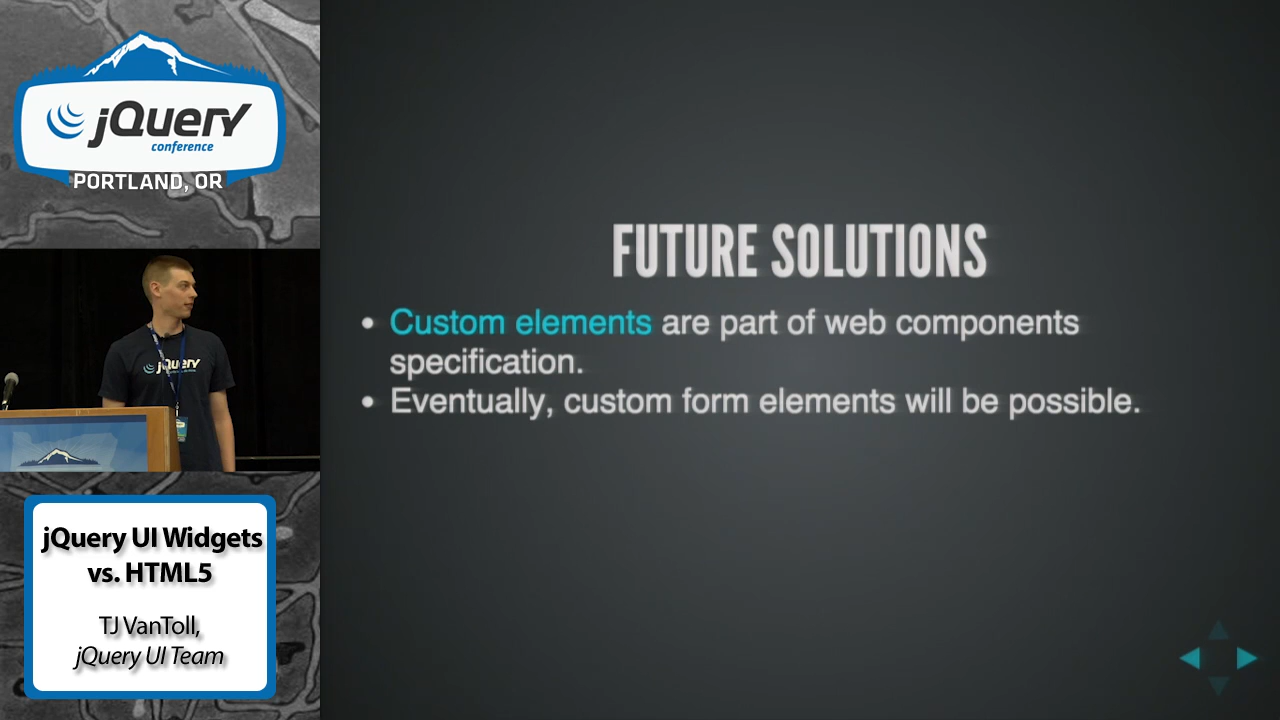 jQuery
conference
PORTLAND, OR
jQuery
jQuery UI Widgets
vs. HTML5
TJ VanToll,
jQuery UI Team
FUTURE SOLUTIONS
• Custom elements are part of web components
specification.
• Eventually, custom form elements will be possible.